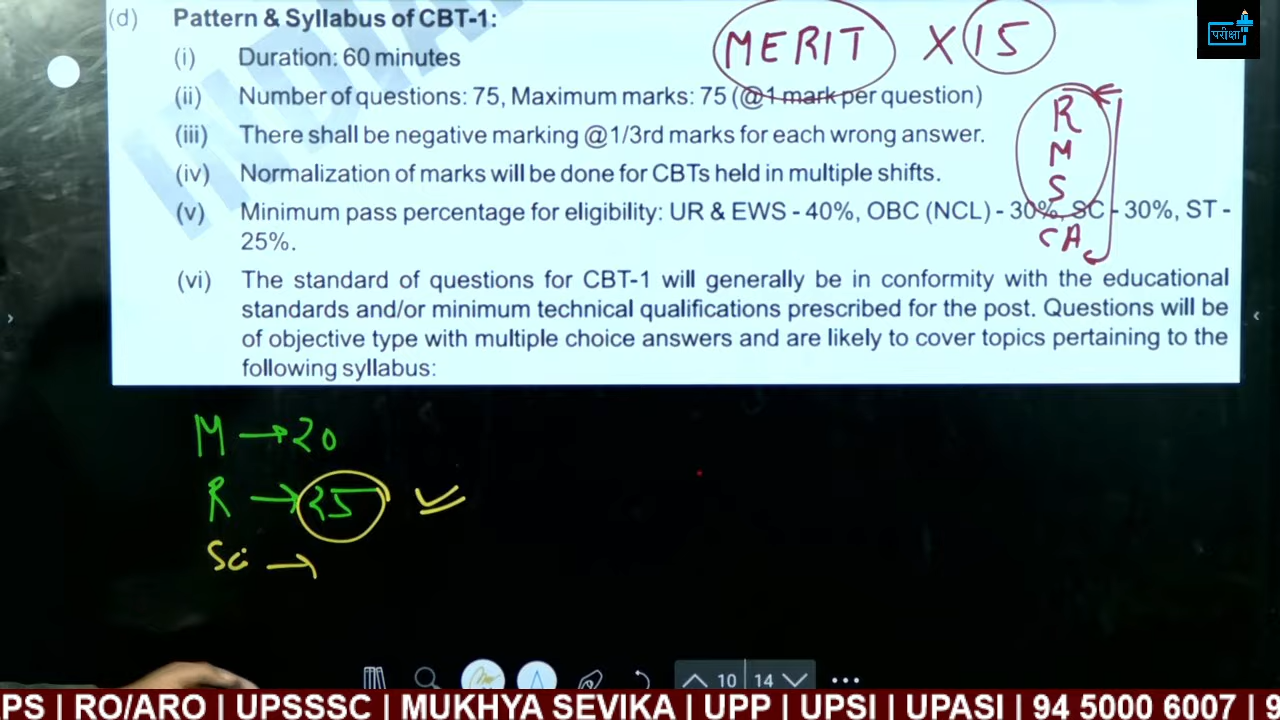 (d) Pattern & Syllabus of CBT-1:
MERIT X 15
परीक्षा
(i) Duration: 60 minutes
(ii) Number of questions: 75, Maximum marks: 75 (@1 mark per question)
(iii) There shall be negative marking @1/3rd marks for each wrong answer.
(iv) Normalization of marks will be done for CBTs held in multiple shifts.
(v) Minimum pass percentage for eligibility: UR & EWS - 40%, OBC (NCL) - 30%, SC - 30%, ST -
25%.
R
M
S
CA
(vi) The standard of questions for CBT-1 will generally be in conformity with the educational
standards and/or minimum technical qualifications prescribed for the post. Questions will be
of objective type with multiple choice answers and are likely to cover topics pertaining to the
following syllabus:
M → 20
R → 25
Sci →
10 14
PS | RO/ARO | UPSSSC | MUKHYA SEVIKA | UPP | UPSI | UPASI | 94 5000 6007 | 9